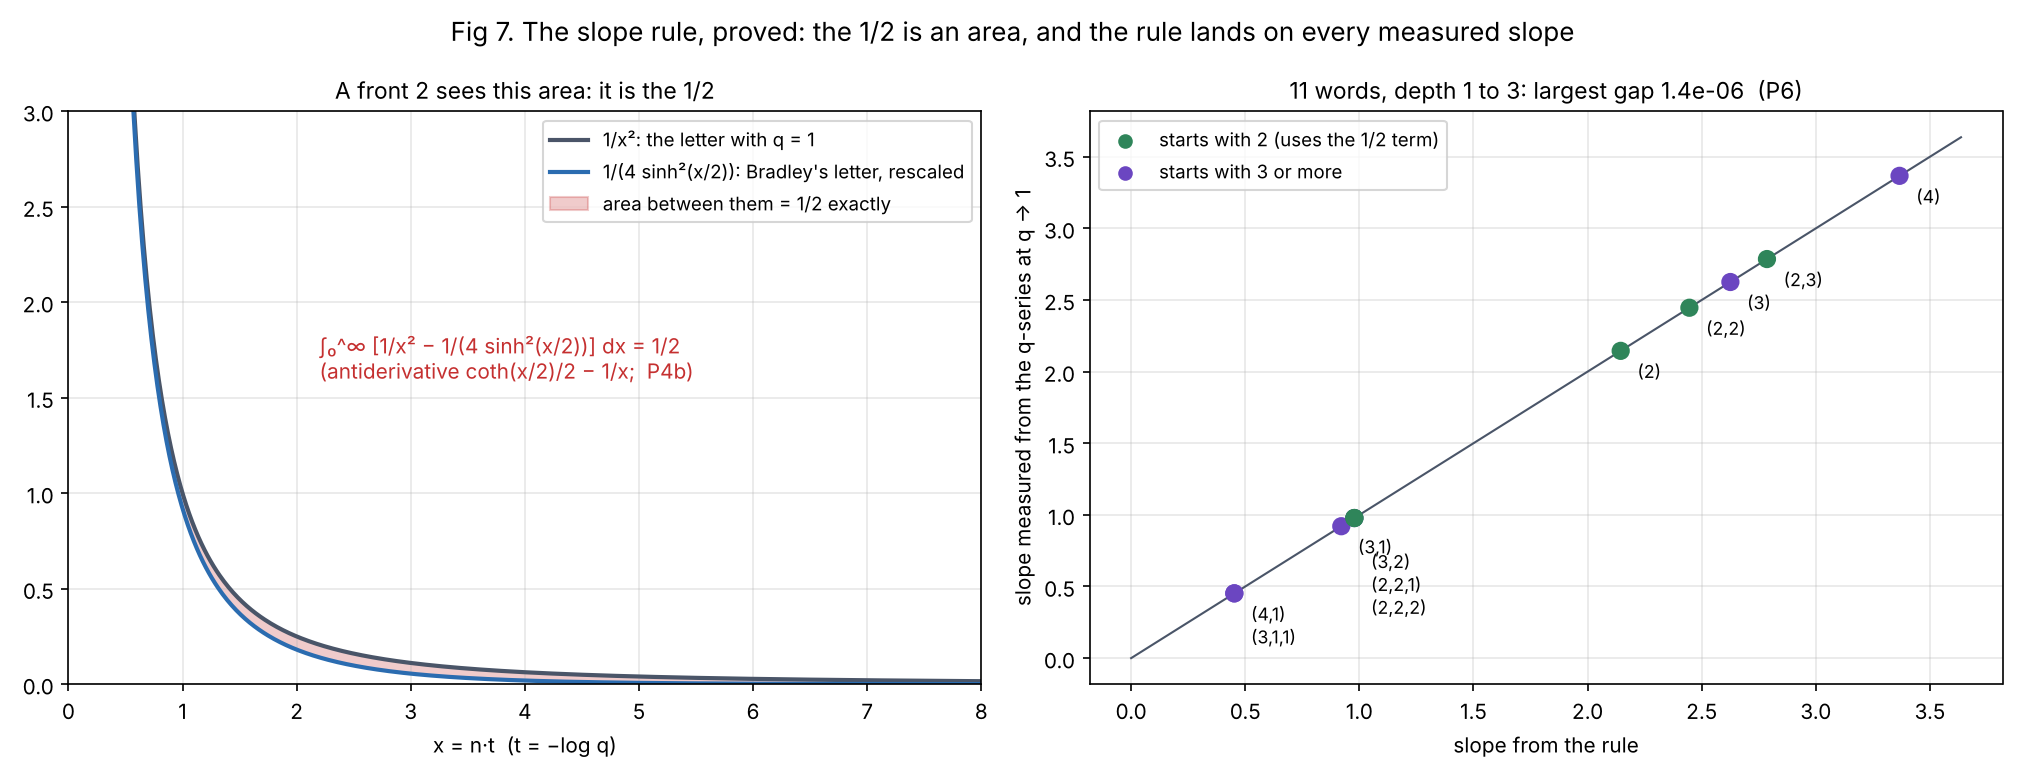 Fig 7. The slope rule, proved: the 1/2 is an area, and the rule lands on every measured slope
A front 2 sees this area: it is the 1/2
3.0
2.5
2.0
1.5
1.0
0.5
0.0
1/x²: the letter with q = 1
1/(4 sinh²(x/2)): Bradley's letter, rescaled
area between them = 1/2 exactly
∫₀^∞ [1/x² − 1/(4 sinh²(x/2))] dx = 1/2
(antiderivative coth(x/2)/2 − 1/x;  P4b)
0 1 2 3 4 5 6 7 8
x = n·t  (t = −log q)
11 words, depth 1 to 3: largest gap 1.4e-06  (P6)
slope measured from the q-series at q → 1
3.5
3.0
2.5
2.0
1.5
1.0
0.5
0.0
starts with 2 (uses the 1/2 term)
starts with 3 or more
(4)
(2,3)
(3)
(2,2)
(2)
(3,1)
(3,2)
(2,2,1)
(2,2,2)
(4,1)
(3,1,1)
0.0 0.5 1.0 1.5 2.0 2.5 3.0 3.5
slope from the rule